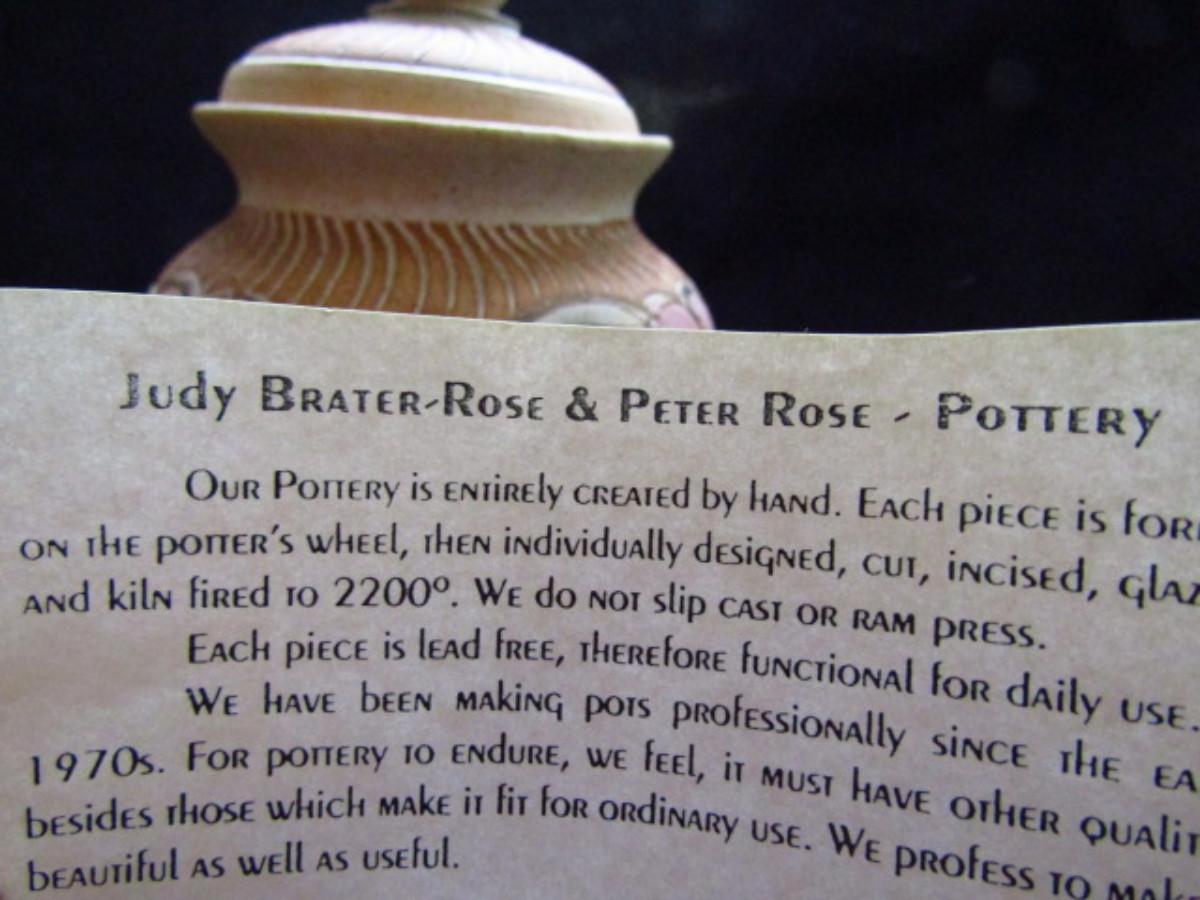 Judy Brater-Rose & Peter Rose - Pottery
Our Pottery is entirely created by hand. Each piece is
on the potter's wheel, then individually designed, cut, incised,
and kiln fired to 2200º. We do not slip cast or ram press.
Each piece is lead free, therefore functional for daily use.
We have been making pots professionally since the
1970s. For pottery to endure, we feel, it must have other
besides those which make it fit for ordinary use. We profess to
beautiful as well as useful.